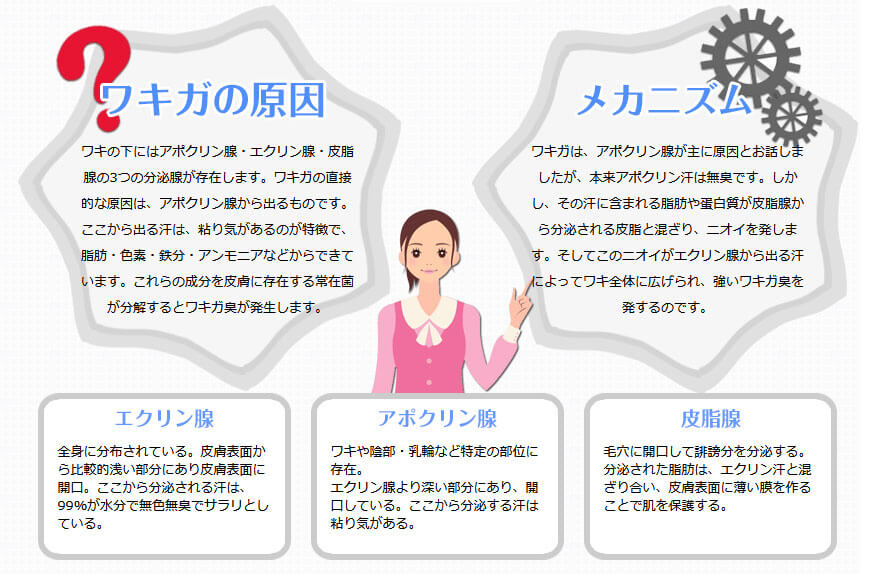 ワキガの原因
ワキの下にはアポクリン腺・エクリン腺・皮脂
腺の3つの分泌腺が存在します。ワキガの直接
的な原因は、アポクリン腺から出るものです。
ここから出る汗は、粘り気があるのが特徴で、
脂肪・色素・鉄分・アンモニアなどからできて
います。これらの成分を皮膚に存在する常在菌
が分解するとワキガ臭が発生します。
メカニズム
ワキガは、アポクリン腺が主に原因とお話しま
したが、本来アポクリン汗は無臭です。しか
し、その汗に含まれる脂肪や蛋白質が皮脂腺か
ら分泌される皮脂と混ざり、ニオイを発しま
す。そしてこのニオイがエクリン腺から出る汗
によってワキ全体に広げられ、強いワキガ臭を
発するのです。
エクリン腺
全身に分布されている。皮膚表面か
ら比較的浅い部分にあり皮膚表面に
開口。ここから分泌される汗は、
99%が水分で無色無臭でサラリとし
ている。
アポクリン腺
ワキや陰部・乳輪など特定の部位に
存在。
エクリン腺より深い部分にあり、開
口している。ここから分泌する汗は
粘り気がある。
皮脂腺
毛穴に開口して誹謗分を分泌する。
分泌された脂肪は、エクリン汗と混
ざり合い、皮膚表面に薄い膜を作る
ことで肌を保護する。